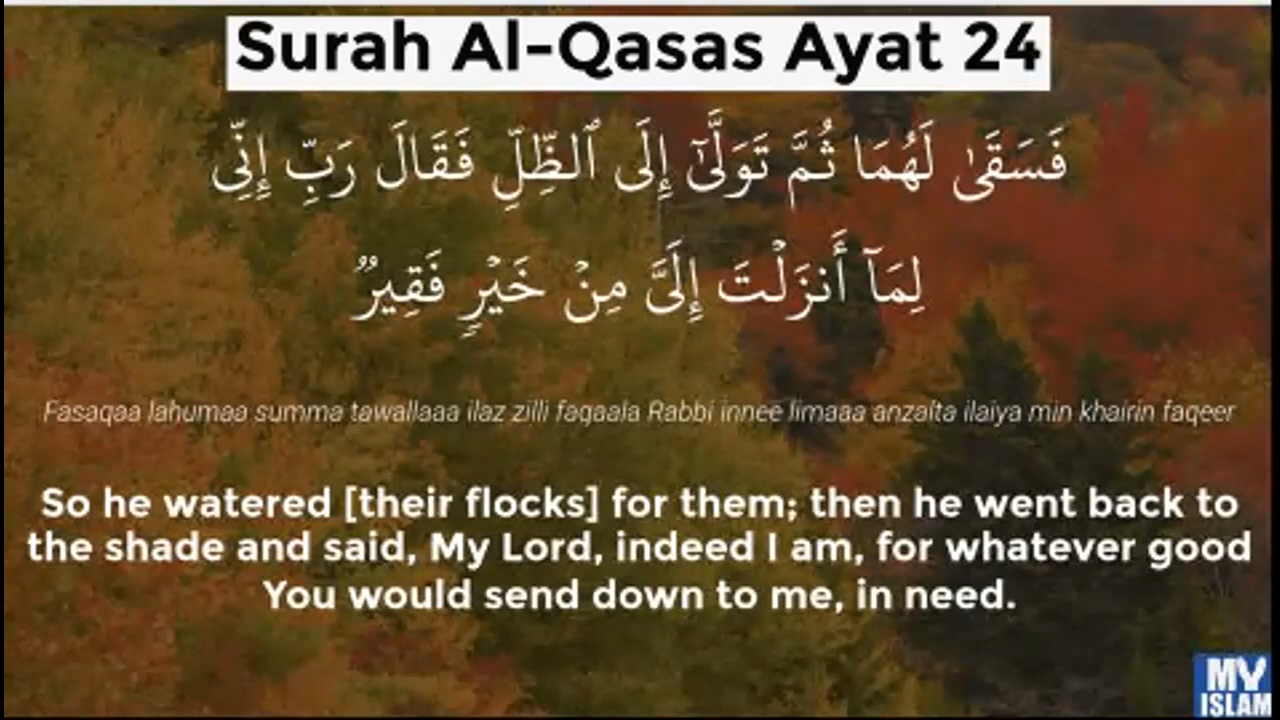 Surah Al-Qasas Ayat 24
فَسَقَىٰ لَهُمَا ثُمَّ تَوَلَّىٰٓ إِلَى ٱلظِّلِّ فَقَالَ رَبِّ إِنِّى
لِمَآ أَنزَلْتَ إِلَىَّ مِنْ خَيْرٍ فَقِيرٌ
Fasaqaa lahumaa summa tawallaaa ilaz zilli faqaala Rabbi innee limaaa anzalta ilaiya min khairin faqeer
So he watered [their flocks] for them; then he went back to
the shade and said, My Lord, indeed I am, for whatever good
You would send down to me, in need.
MY
ISLAM